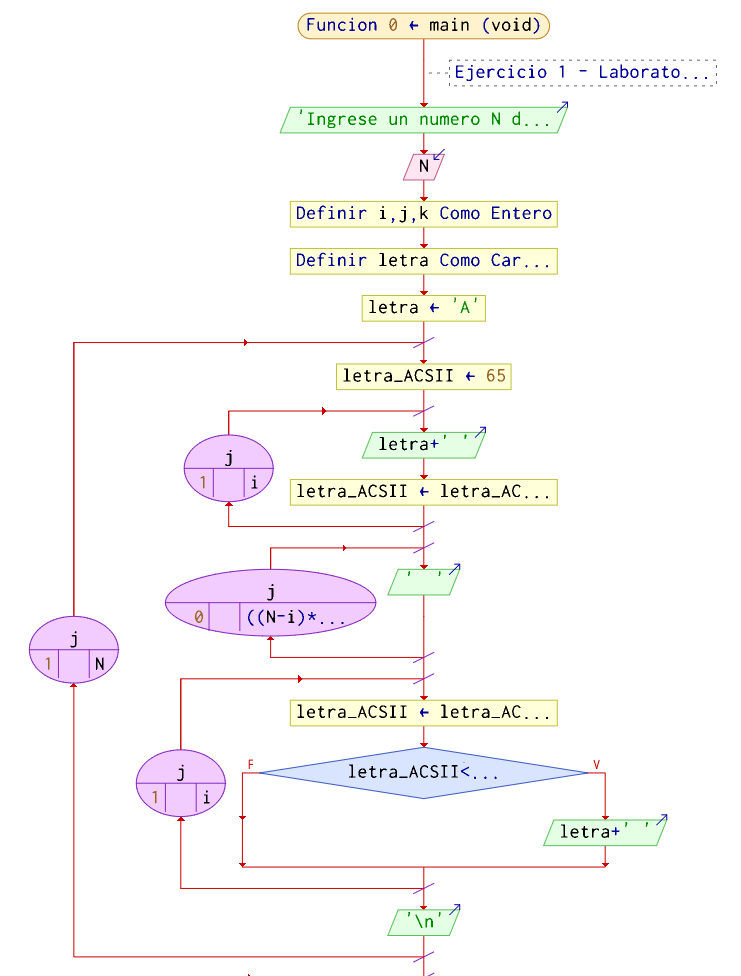 Funcion 0 ← main (void)
Ejercicio 1 - Laborato...
'Ingrese un numero N d...
N
Definir i,j,k Como Entero
Definir letra Como Car...
letra ← 'A'
letra_ACSII ← 65
letra+' '
j
1 i
letra_ACSII ← letra_AC...
' '
j
0 ((N-i)*...
j
1 N
letra_ACSII ← letra_AC...
F
letra_ACSII<...
V
j
1 i
letra+' '
'\n'